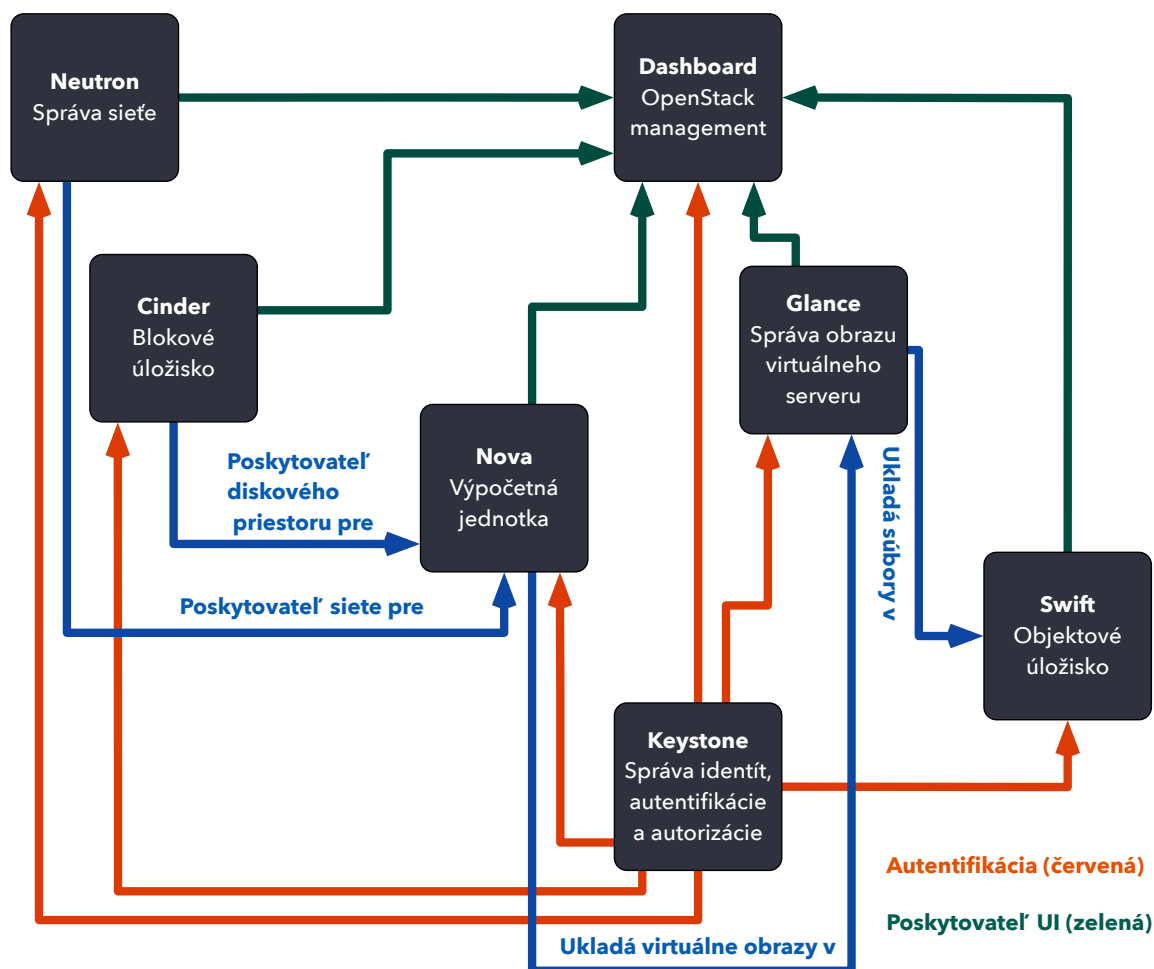 Neutron
Správa sieťe
Dashboard
OpenStack
management
Cinder
Blokové
úložisko
Glance
Správa obrazu
virtuálneho
serveru
Nova
Výpočetná
jednotka
Poskytovateľ
diskového
priestoru pre
Poskytovateľ siete pre
Ukladá súbory v
Swift
Objektové
úložisko
Keystone
Správa identít,
autentifikácie
a autorizácie
Autentifikácia (červená)
Poskytovateľ UI (zelená)
Ukladá virtuálne obrazy v